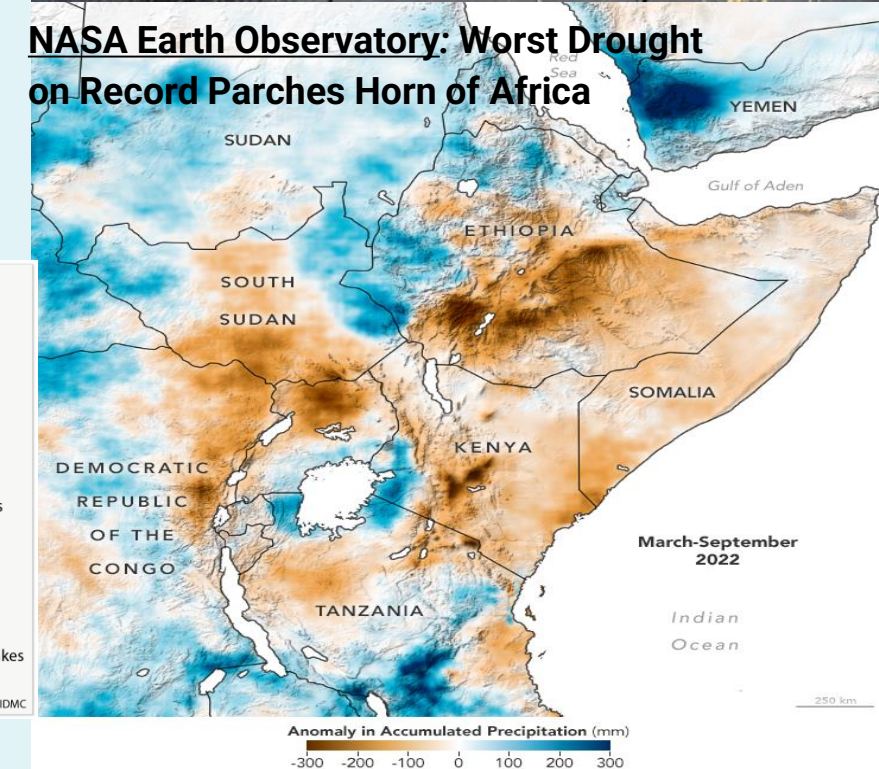 NASA Earth Observatory: Worst Drought
on Record Parches Horn of Africa
Red
Sea
YEMEN
SUDAN
Gulf of Aden
ETHIOPIA
SOUTH
SUDAN
SOMALIA
KENYA
DEMOCRATIC
REPUBLIC
OF THE
CONGO
s
March-September
2022
TANZANIA
Indian
Ocean
kes
IDMC
250 km
Anomaly in Accumulated Precipitation (mm)
-300 -200 -100 0 100 200 300